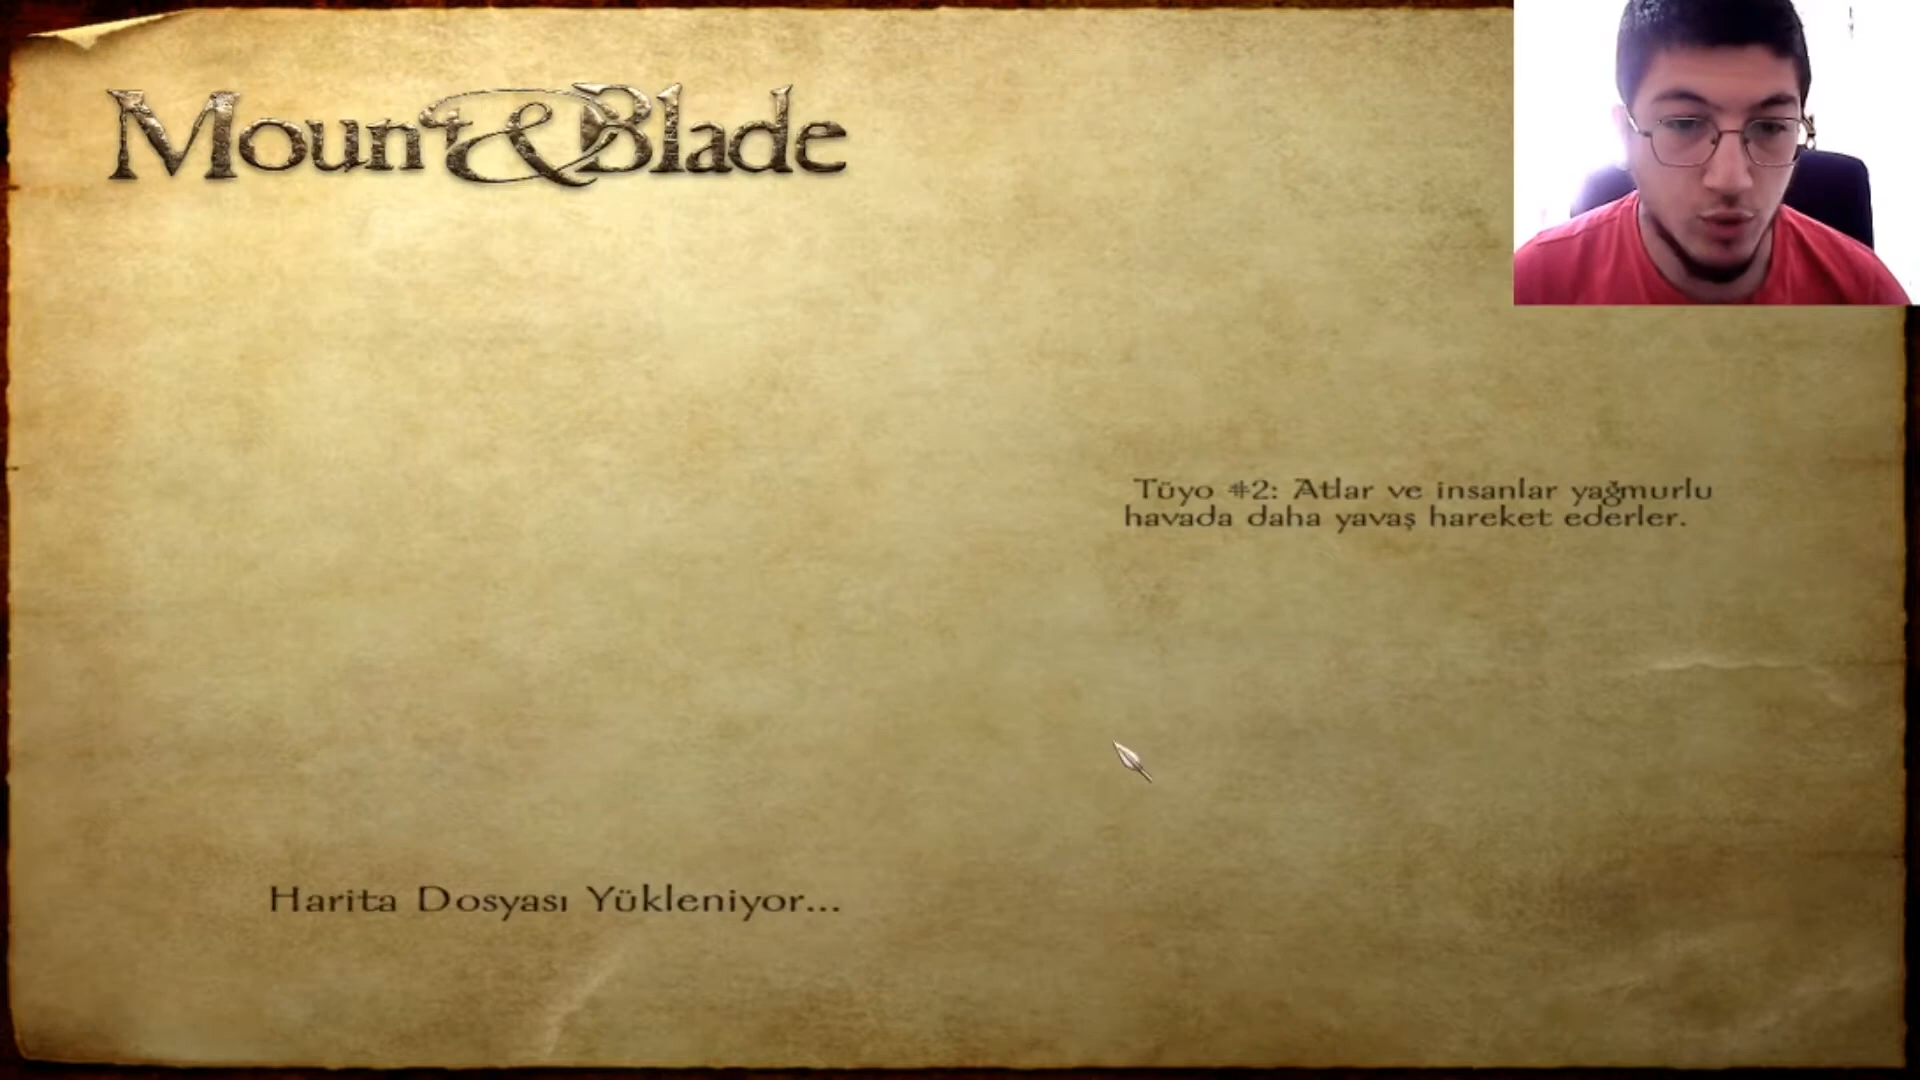 Mount&Blade
Tüyo #2: Atlar ve insanlar yağmurlu
havada daha yavaş hareket ederler.
Harita Dosyası Yükleniyor...